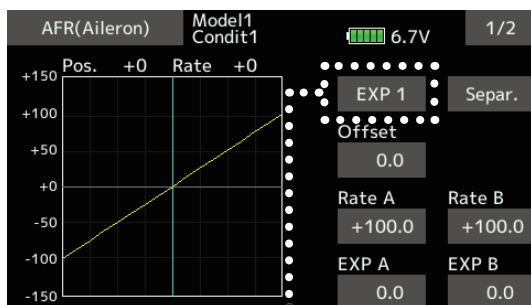 AFR(Aileron)
Model1
Condit1
6.7V
1/2
Pos. +0 Rate +0
+150
+100
+50
+0
-50
-100
-150
EXP 1
Separ.
Offset
0.0
Rate A
Rate B
+100.0
+100.0
EXP A
EXP B
0.0
0.0